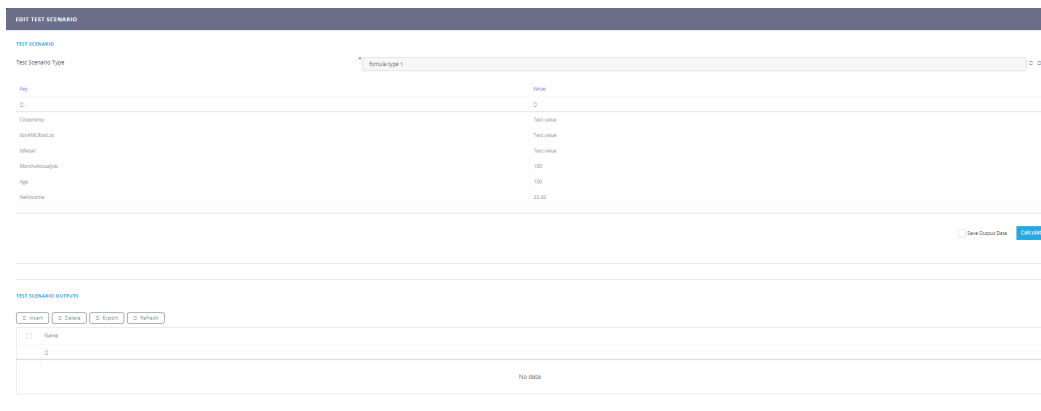 EDIT TEST SCENARIO
TEST SCENARIO
Test Scenario Type * formula type 1
Key Value
Citizenship Text value
IsInAMLRiskList Text value
IsRetail Text value
MonthsActualJob 100
Age 100
NetIncome 23.45
Save Output Data Calculat
TEST SCENARIO OUTPUTS
Insert Delete Export Refresh
Name
No data